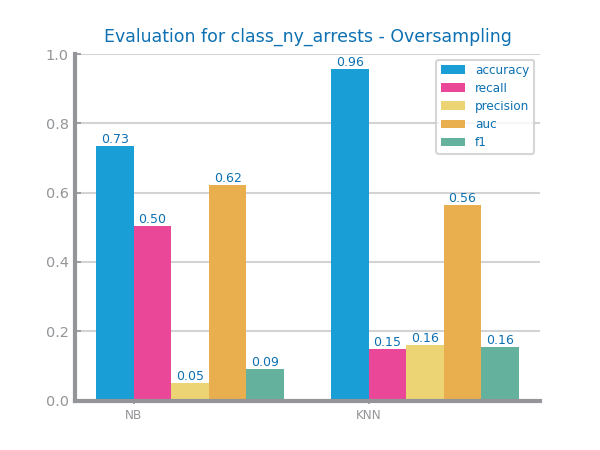 Evaluation for class_ny_arrests - Oversampling
1.0
0.8
0.6
0.4
0.2
0.0
0.73
0.50
0.05
0.62
0.09
0.96
0.15
0.16
0.56
0.16
accuracy
recall
precision
auc
f1
NB
KNN